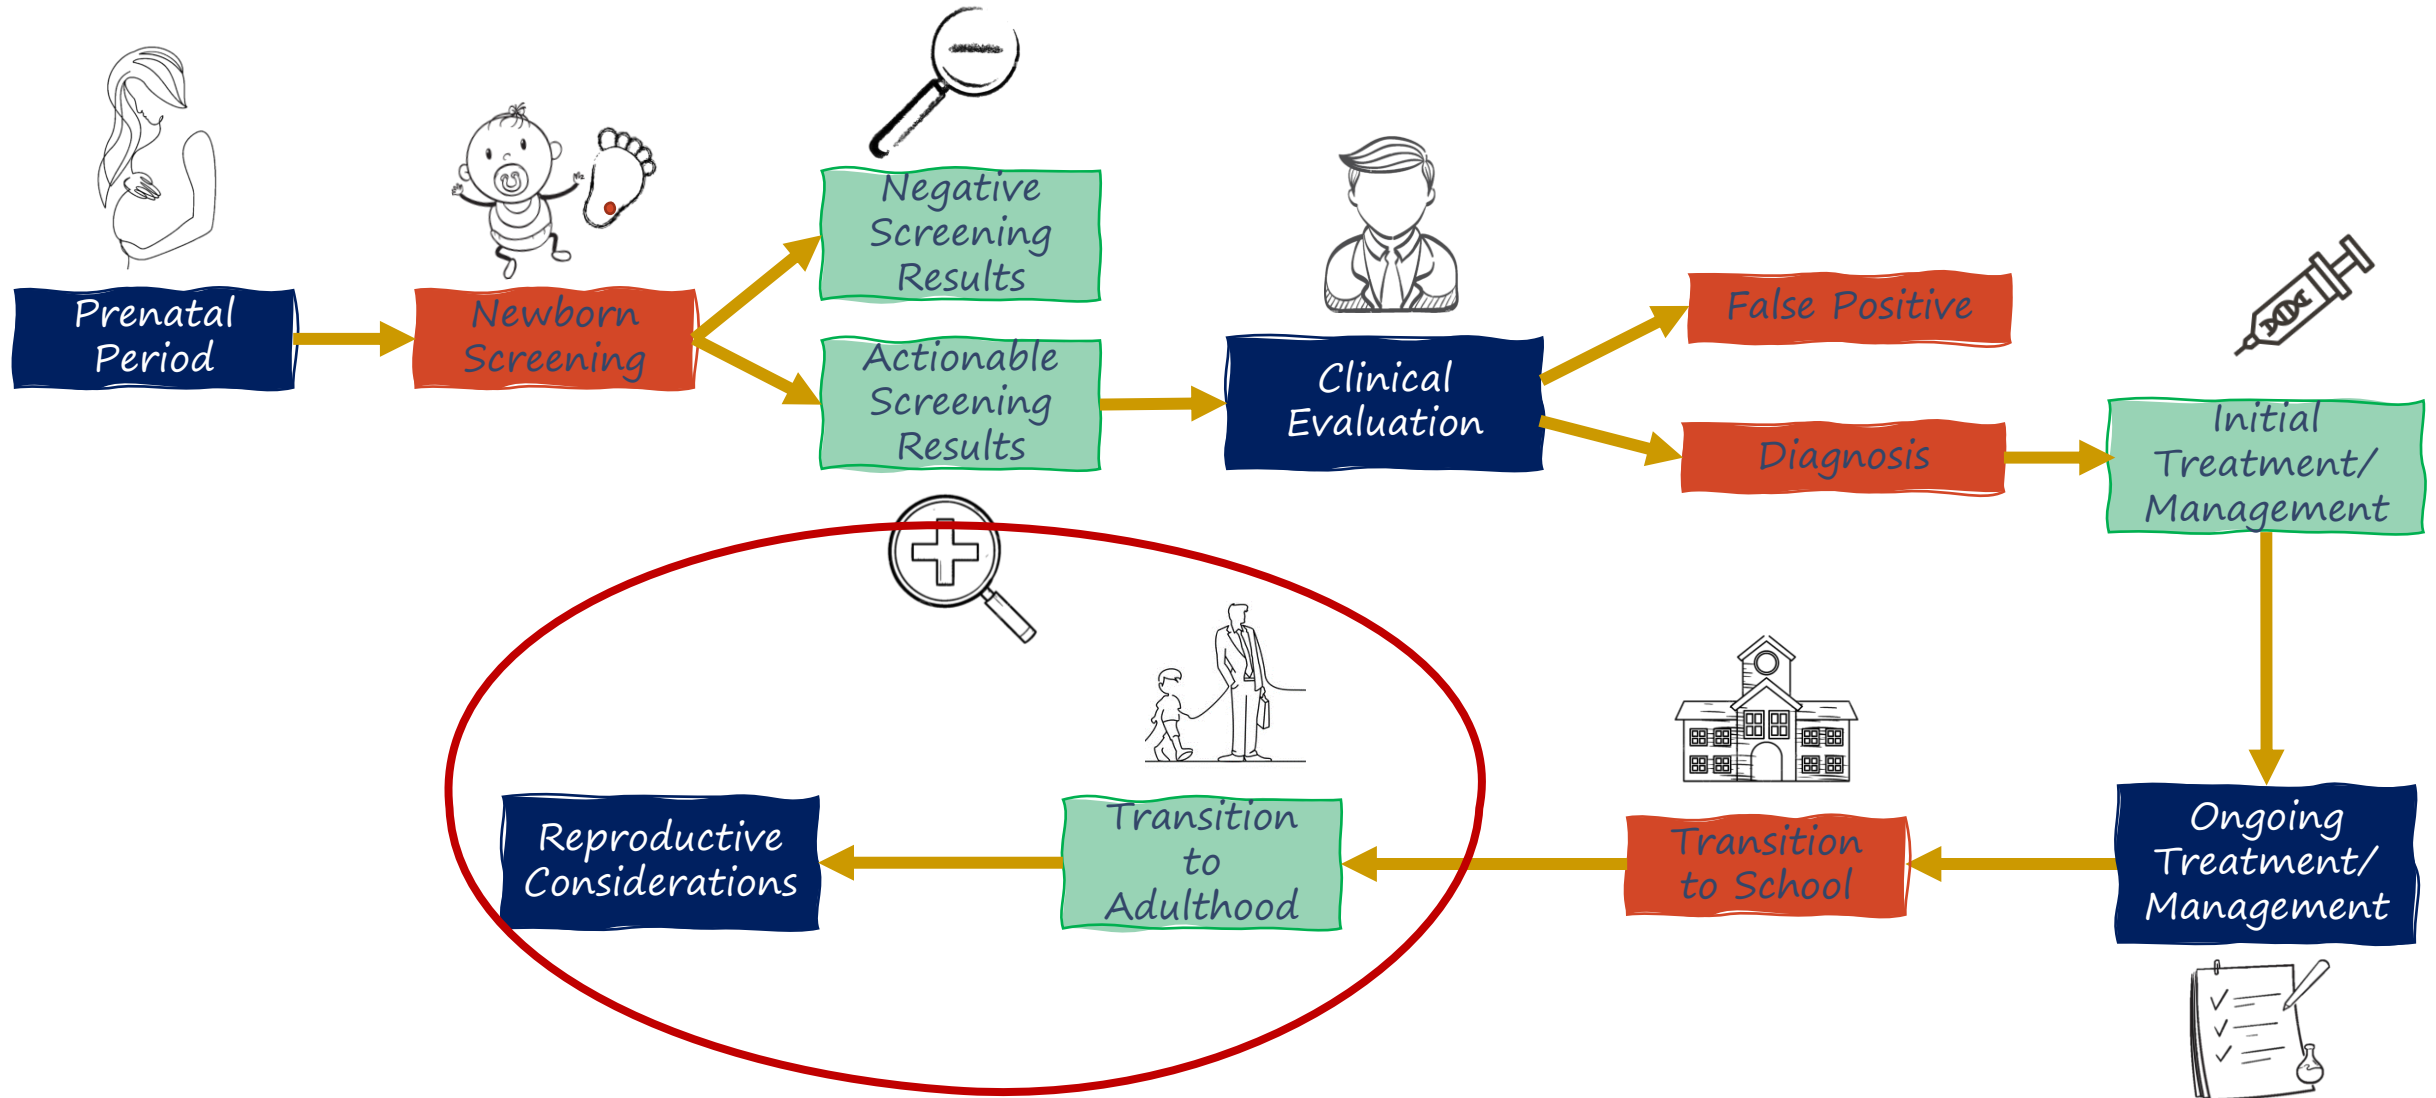 Prenatal
Period
Newborn
Screening
Negative
Screening
Results
Actionable
Screening
Results
Clinical
Evaluation
False Positive
Diagnosis
Initial
Treatment/
Management
Ongoing
Treatment/
Management
Transition
to School
Transition
to
Adulthood
Reproductive
Considerations